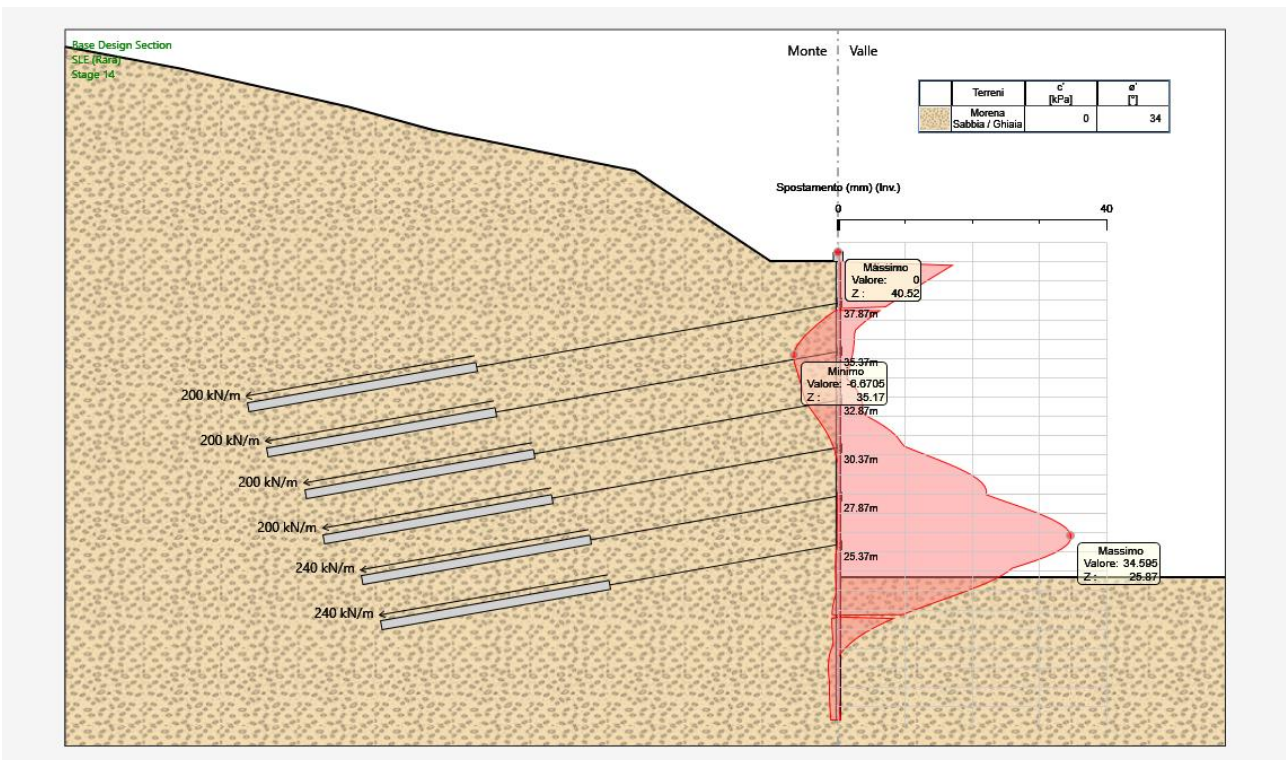 Base Design Section
SLE (Rara)
Stage 14
Monte
Valle
Terreni
c'
[kPa]
ø'
[°]
Morena
Sabbia / Ghiaia
0
34
Spostamento (mm) (Inv.)
0
40
Massimo
Valore: 0
Z : 40.52
37.87m
35.37m
Minimo
Valore: -6.6705
Z : 35.17
32.87m
30.37m
27.87m
25.37m
Massimo
Valore: 34.595
Z : 25.87
200 kN/m
200 kN/m
200 kN/m
200 kN/m
240 kN/m
240 kN/m